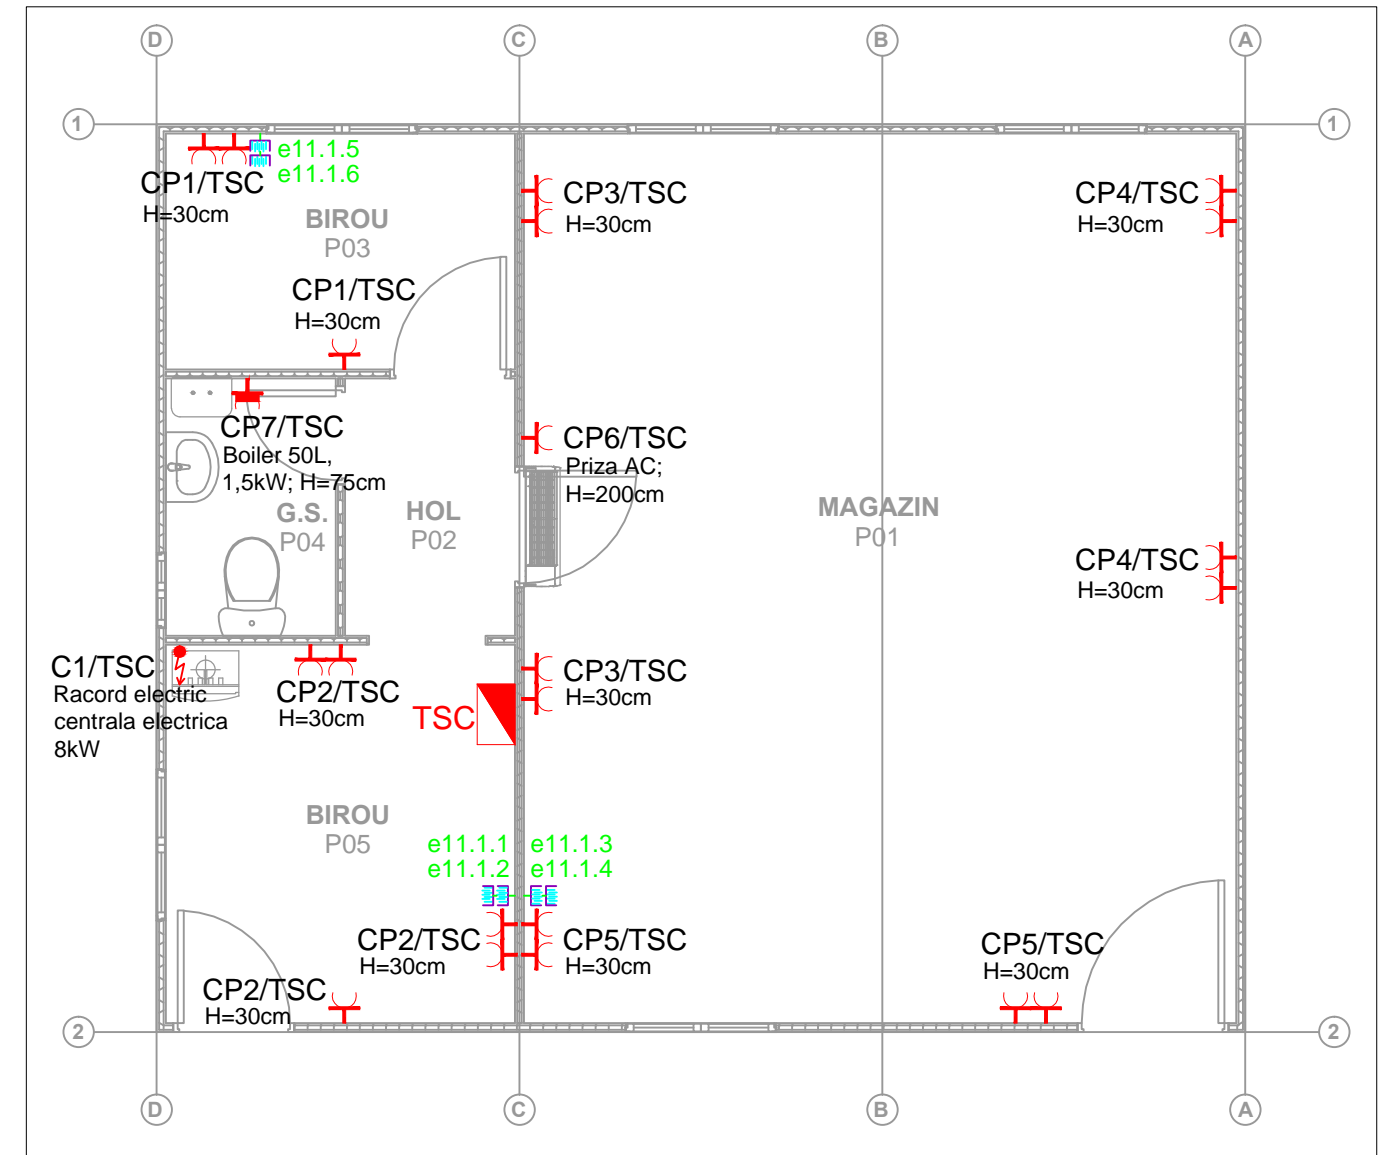 D
C
B
A
1
1
e11.1.5
e11.1.6
CP1/TSC
H=30cm
BIROU
P03
CP3/TSC
H=30cm
CP4/TSC
H=30cm
CP1/TSC
H=30cm
CP7/TSC
Boiler 50L,
1,5kW; H=75cm
CP6/TSC
Priza AC;
H=200cm
G.S.
P04
HOL
P02
MAGAZIN
P01
CP4/TSC
H=30cm
C1/TSC
Racord electric
centrala electrica
8kW
CP2/TSC
H=30cm
TSC
CP3/TSC
H=30cm
BIROU
P05
e11.1.1
e11.1.2
e11.1.3
e11.1.4
CP2/TSC
H=30cm
CP5/TSC
H=30cm
CP5/TSC
H=30cm
CP2/TSC
H=30cm
2
2
D
C
B
A